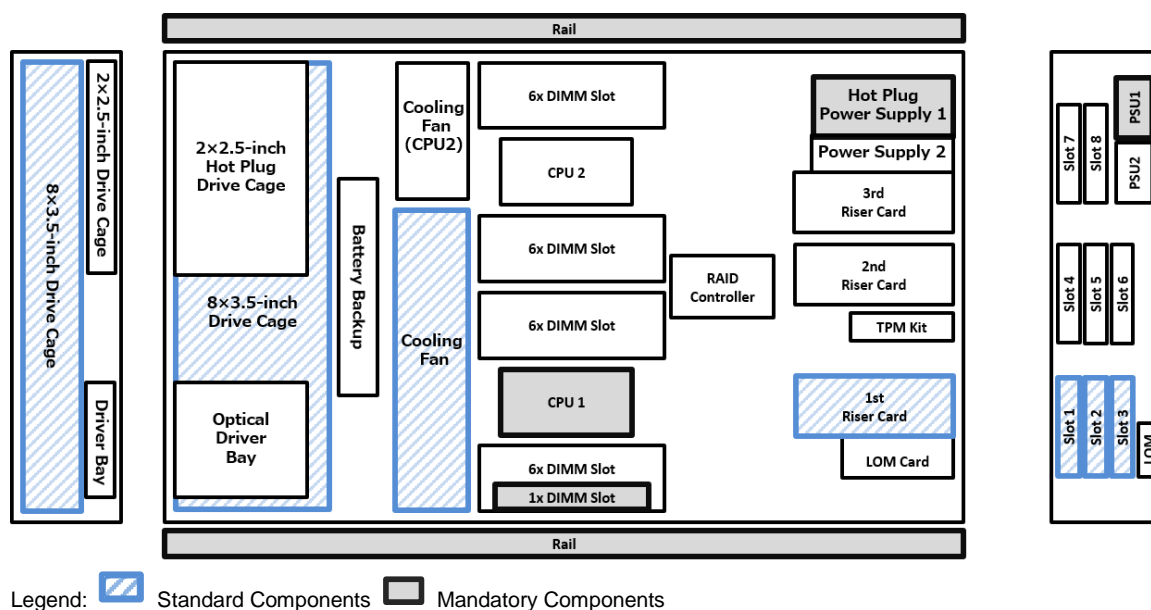 Rail
2×2.5-inch Drive Cage
8×3.5-inch Drive Cage
Driver Bay
2×2.5-inch
Hot Plug
Drive Cage
8×3.5-inch
Drive Cage
Optical
Driver
Bay
Battery Backup
Cooling
Fan
(CPU2)
Cooling
Fan
6x DIMM Slot
CPU 2
6x DIMM Slot
6x DIMM Slot
CPU 1
6x DIMM Slot
1x DIMM Slot
RAID
Controller
Hot Plug
Power Supply 1
Power Supply 2
3rd
Riser Card
2nd
Riser Card
TPM Kit
1st
Riser Card
LOM Card
Slot 7
Slot 8
PSU1
PSU2
Slot 4
Slot 5
Slot 6
Slot 1
Slot 2
Slot 3
LOM
Rail
Legend: Standard Components Mandatory Components